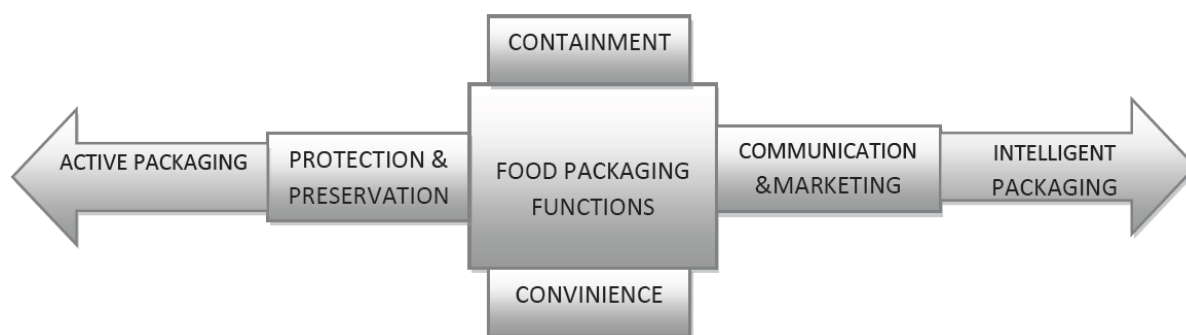 CONTAINMENT
ACTIVE PACKAGING
PROTECTION &
PRESERVATION
FOOD PACKAGING
FUNCTIONS
COMMUNICATION
&MARKETING
INTELLIGENT
PACKAGING
CONVINIENCE